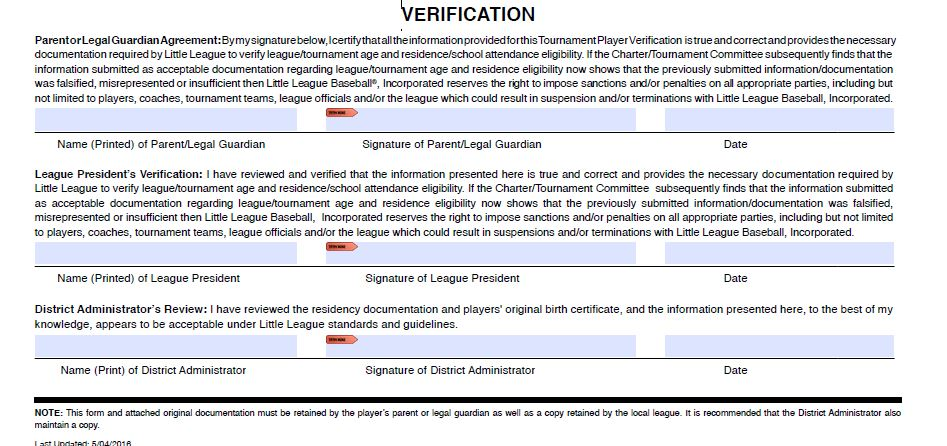 VERIFICATION
Parent or Legal Guardian Agreement: By my signature below, I certify that all the information provided for this Tournament Player Verification is true and correct and provides the necessary
documentation required by Little League to verify league/tournament age and residence/school attendance eligibility. If the Charter/Tournament Committee subsequently finds that the
information submitted as acceptable documentation regarding league/tournament age and residence eligibility now shows that the previously submitted information/documentation
was falsified, misrepresented or insufficient then Little League Baseball®, Incorporated reserves the right to impose sanctions and/or penalties on all appropriate parties, including but
not limited to players, coaches, tournament teams, league officials and/or the league which could result in suspension and/or terminations with Little League Baseball, Incorporated.
Name (Printed) of Parent/Legal Guardian Signature of Parent/Legal Guardian Date
League President's Verification: I have reviewed and verified that the information presented here is true and correct and provides the necessary documentation required by
Little League to verify league/tournament age and residence/school attendance eligibility. If the Charter/Tournament Committee subsequently finds that the information submitted
as acceptable documentation regarding league/tournament age and residence eligibility now shows that the previously submitted information/documentation was falsified,
misrepresented or insufficient then Little League Baseball, Incorporated reserves the right to impose sanctions and/or penalties on all appropriate parties, including but not limited
to players, coaches, tournament teams, league officials and/or the league which could result in suspensions and/or terminations with Little League Baseball, Incorporated.
Name (Printed) of League President Signature of League President Date
District Administrator's Review: I have reviewed the residency documentation and players' original birth certificate, and the information presented here, to the best of my
knowledge, appears to be acceptable under Little League standards and guidelines.
Name (Print) of District Administrator Signature of District Administrator Date
NOTE: This form and attached original documentation must be retained by the player's parent or legal guardian as well as a copy retained by the local league. It is recommended that the District Administrator also
maintain a copy.
Last Updated: 5/04/2016